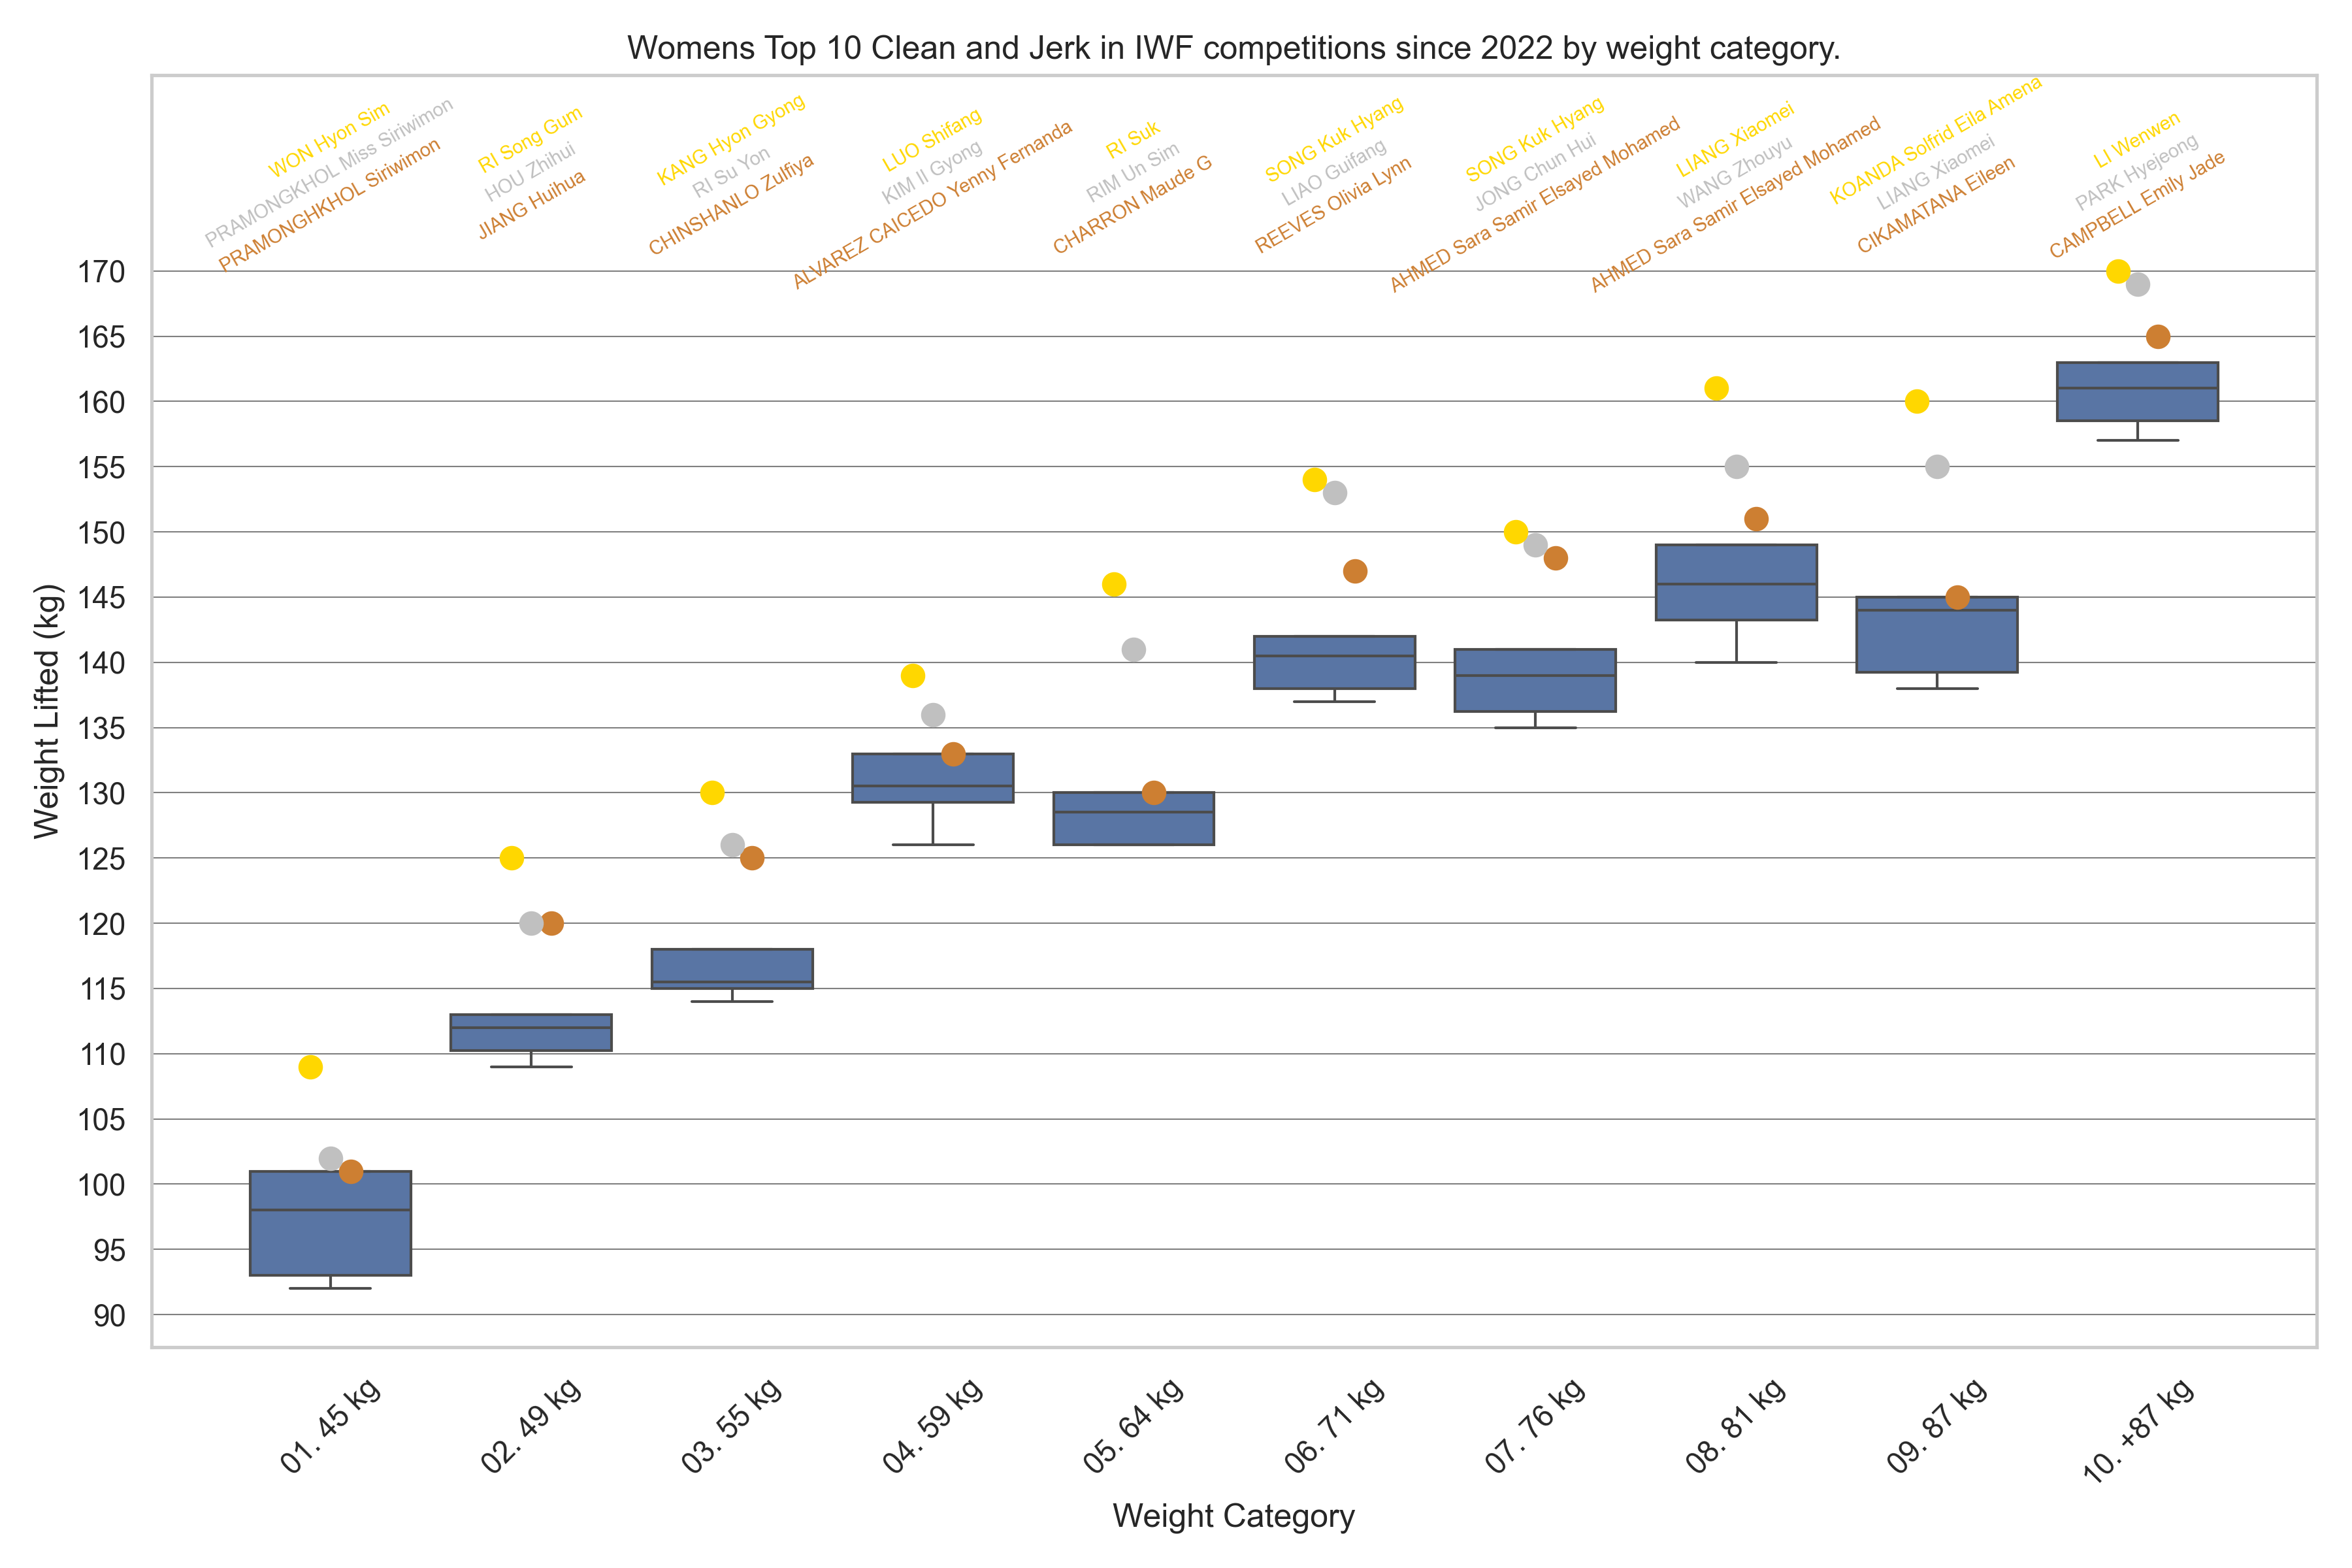 Womens Top 10 Clean and Jerk in IWF competitions since 2022 by weight category.
WON Hyon Sim
PRAMONGKHOL Miss Siriwimon
PRAMONGHKHOL Siriwimon
RI Song Gum
HOU Zhihui
JIANG Huihua
KANG Hyon Gyong
RI Su Yon
CHINSHANLO Zulfiya
LUO Shifang
KIM Il Gyong
ALVAREZ CAICEDO Yenny Fernanda
RI Suk
RIM Un Sim
CHARRON Maude G
SONG Kuk Hyang
LIAO Guifang
REEVES Olivia Lynn
SONG Kuk Hyang
JONG Chun Hui
AHMED Sara Samir Elsayed Mohamed
LIANG Xiaomei
WANG Zhouyu
AHMED Sara Samir Elsayed Mohamed
KOANDA Solfrid Eila Amena
LIANG Xiaomei
CIKAMATANA Eileen
LI Wenwen
PARK Hyejeong
CAMPBELL Emily Jade
170
165
160
155
150
145
140
135
130
125
120
115
110
105
100
95
90
Weight Lifted (kg)
01. 45 kg
02. 49 kg
03. 55 kg
04. 59 kg
05. 64 kg
06. 71 kg
07. 76 kg
08. 81 kg
09. 87 kg
10. +87 kg
Weight Category